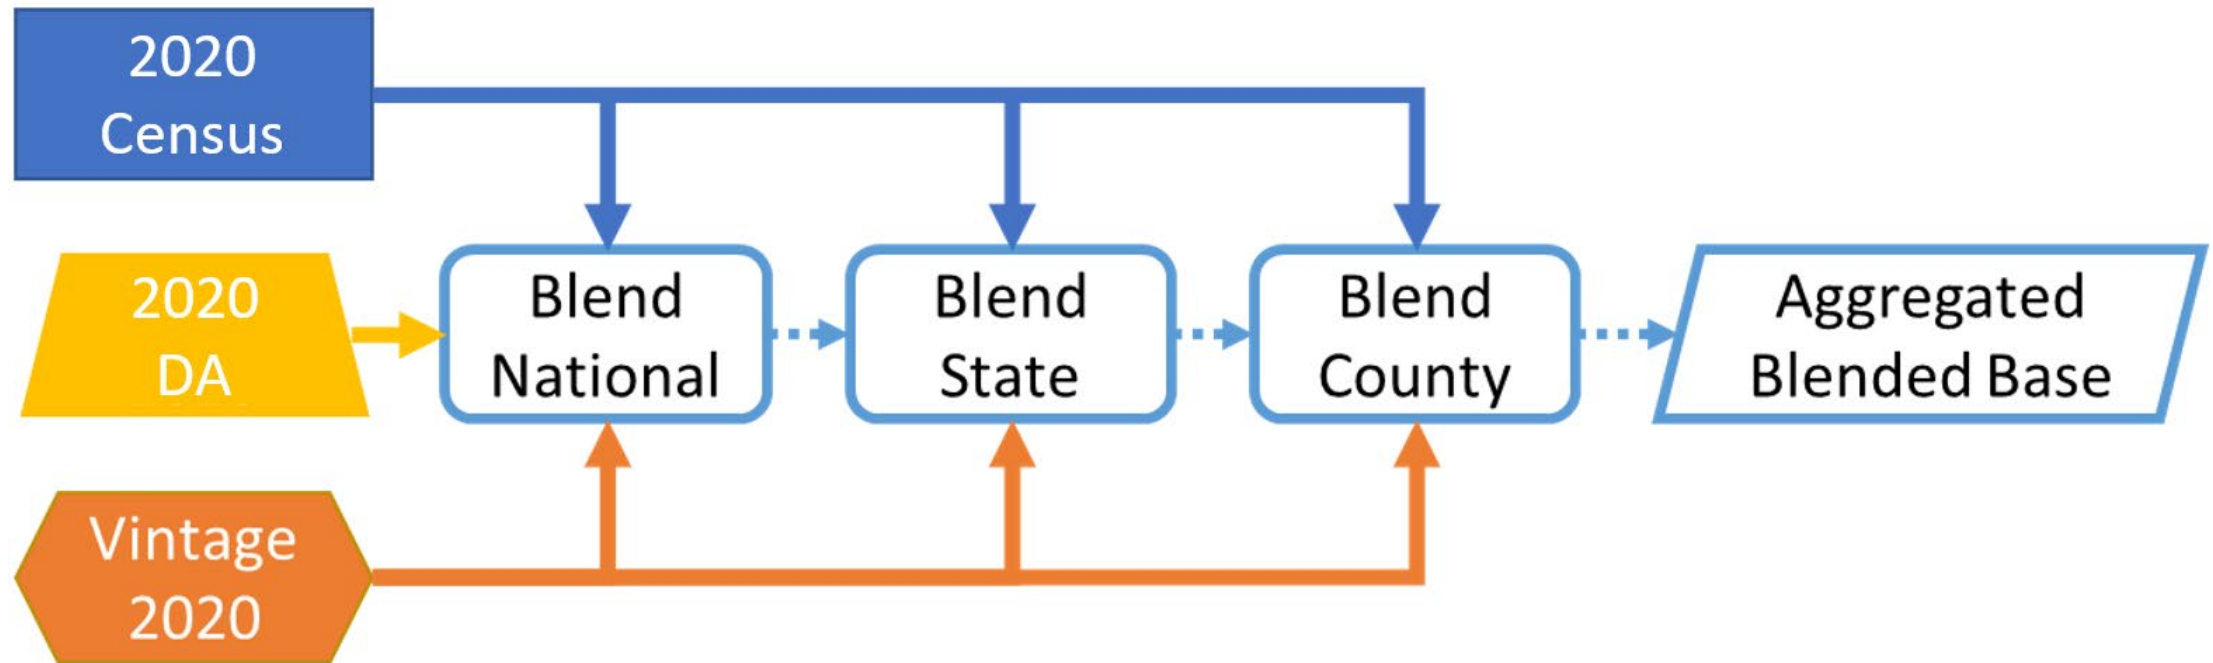 2020
Census
2020
DA
Blend
National
Blend
State
Blend
County
Aggregated
Blended Base
Vintage
2020